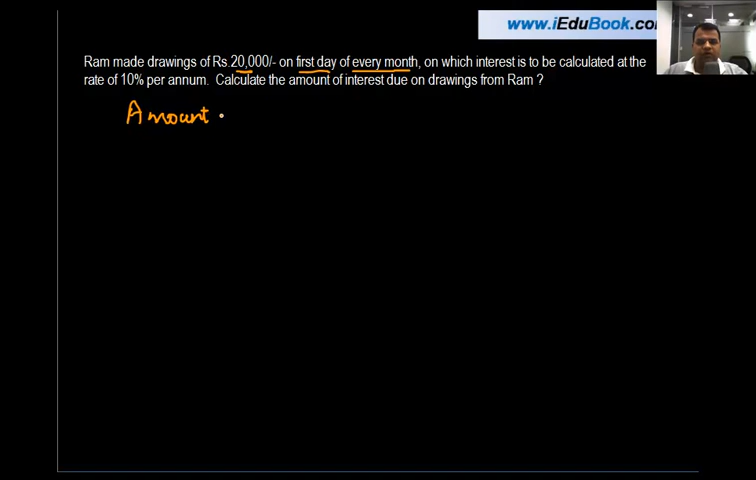 www.iEduBook.co
Ram made drawings of Rs.20,000/- on first day of every month, on which interest is to be calculated at the
rate of 10% per annum. Calculate the amount of interest due on drawings from Ram ?
Amount